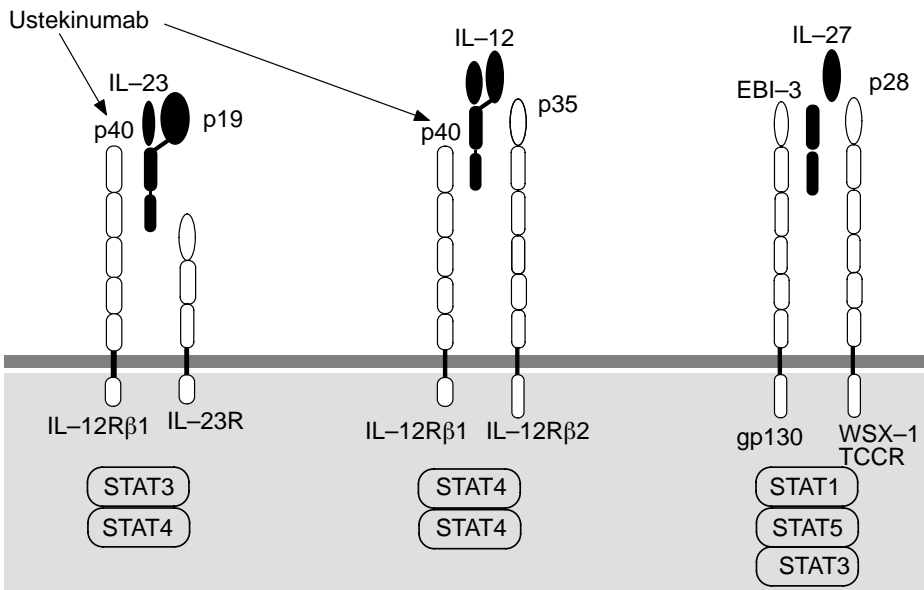 Ustekinumab
IL–23
p40
p19
IL–12Rβ1
IL–23R
STAT3
STAT4
IL–12
p40
p35
IL–12Rβ1
IL–12Rβ2
STAT4
STAT4
IL–27
EBI–3
p28
gp130
WSX–1
TCCR
STAT1
STAT5
STAT3